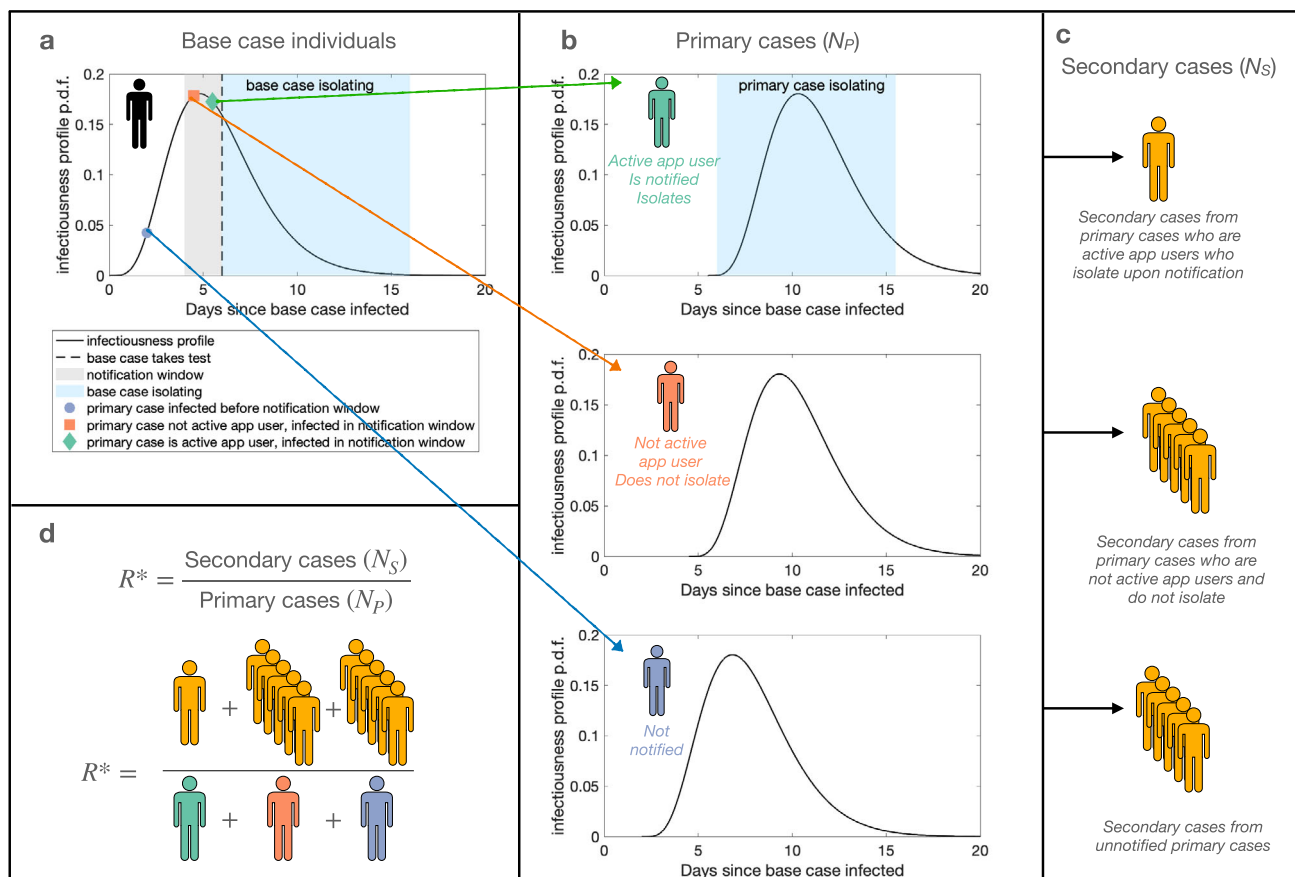 a
Base case individuals
infectiousness profile p.d.f.
0.2
0.15
0.1
0.05
0
base case isolating
0
5
10
15
20
Days since base case infected
infectiousness profile
base case takes test
notification window
base case isolating
primary case infected before notification window
primary case not active app user, infected in notification window
primary case is active app user, infected in notification window
b
Primary cases (N_P)
infectiousness profile p.d.f.
0.2
0.15
0.1
0.05
0
primary case isolating
Active app user
Is notified
Isolates
0
5
10
15
20
Days since base case infected
infectiousness profile p.d.f.
0.2
0.15
0.1
0.05
0
Not active
app user
Does not isolate
0
5
10
15
20
Days since base case infected
infectiousness profile p.d.f.
0.2
0.15
0.1
0.05
0
Not
notified
0
5
10
15
20
Days since base case infected
c
Secondary cases (N_S)
Secondary cases from
primary cases who are
active app users who
isolate upon notification
Secondary cases from
primary cases who are
not active app users and
do not isolate
Secondary cases from
unnotified primary cases
d
R* = Secondary cases (N_S)
Primary cases (N_P)
+ +
R* =
+ +